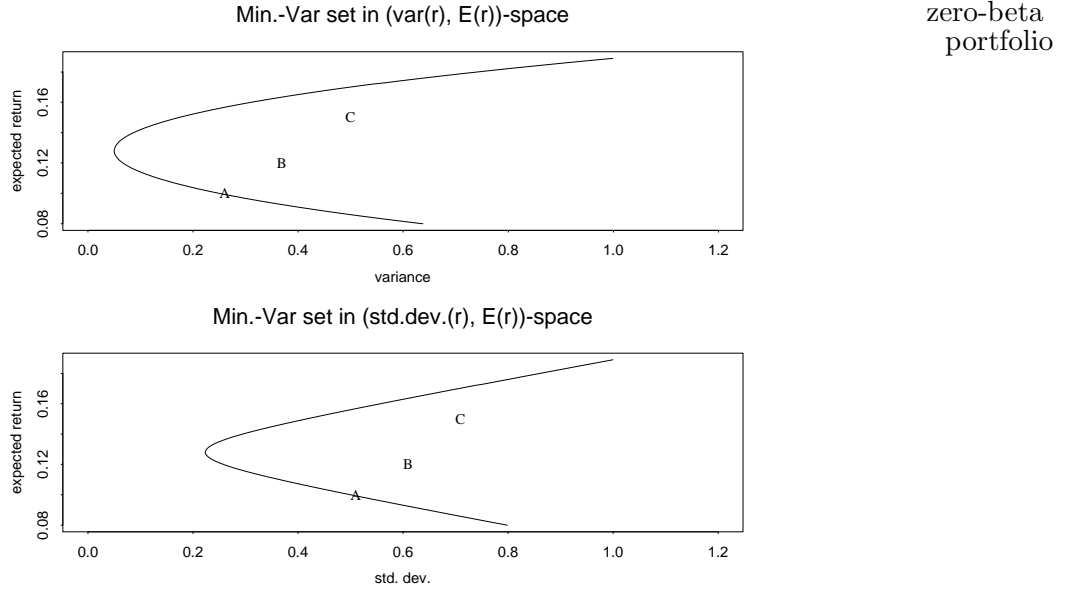 Min.-Var set in (var(r), E(r))-space
zero-beta
portfolio
expected return
0.16
0.12
0.08
C
B
A
0.0 0.2 0.4 0.6 0.8 1.0 1.2
variance
Min.-Var set in (std.dev.(r), E(r))-space
expected return
0.16
0.12
0.08
C
B
A
0.0 0.2 0.4 0.6 0.8 1.0 1.2
std. dev.